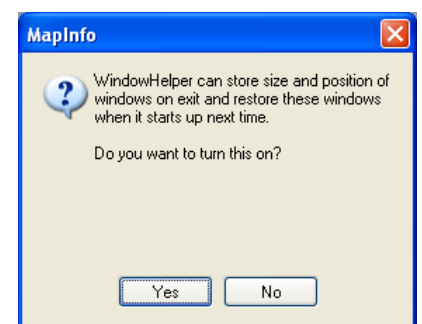 MapInfo
WindowHelper can store size and position of
windows on exit and restore these windows
when it starts up next time.
Do you want to turn this on?
Yes No